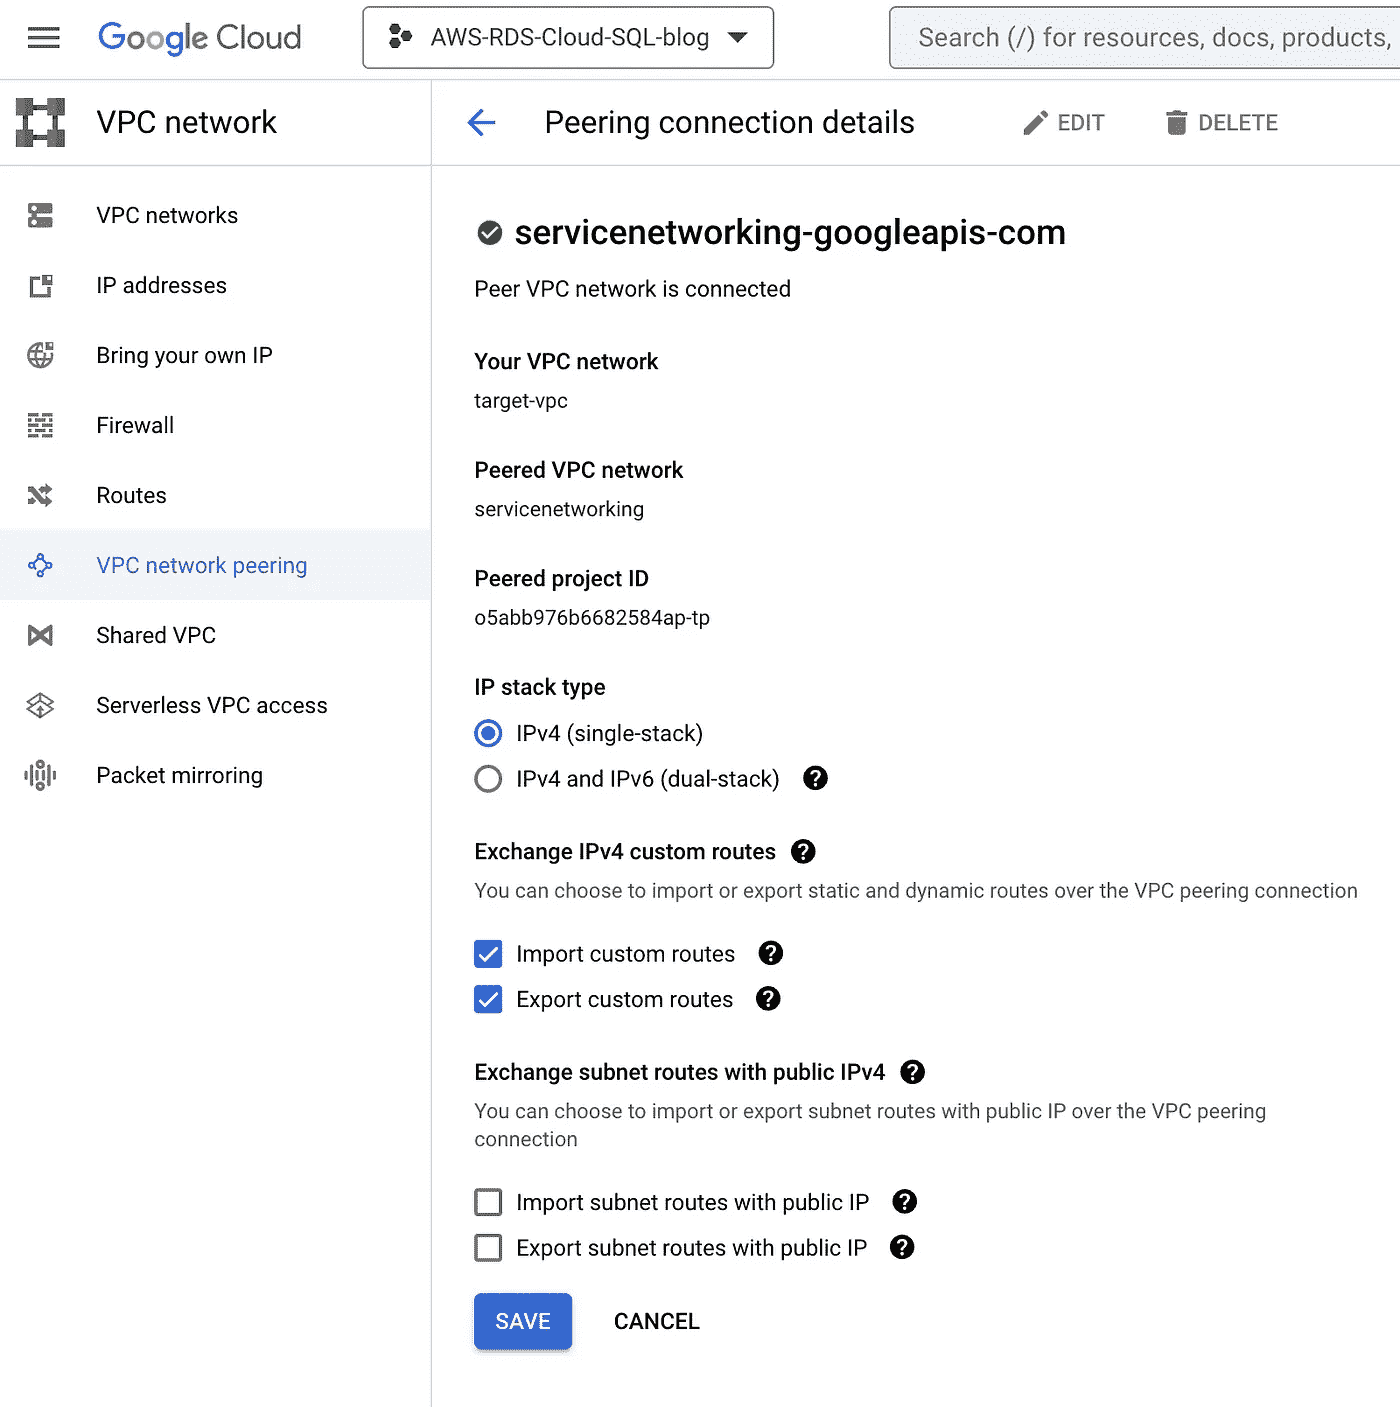 Google Cloud
AWS-RDS-Cloud-SQL-blog
Search (/) for resources, docs, products,
VPC network
Peering connection details
EDIT
DELETE
VPC networks
IP addresses
Bring your own IP
Firewall
Routes
VPC network peering
Shared VPC
Serverless VPC access
Packet mirroring
servicenetworking-googleapis-com
Peer VPC network is connected
Your VPC network
target-vpc
Peered VPC network
servicenetworking
Peered project ID
o5abb976b6682584ap-tp
IP stack type
IPv4 (single-stack)
IPv4 and IPv6 (dual-stack)
Exchange IPv4 custom routes
You can choose to import or export static and dynamic routes over the VPC peering connection
Import custom routes
Export custom routes
Exchange subnet routes with public IPv4
You can choose to import or export subnet routes with public IP over the VPC peering
connection
Import subnet routes with public IP
Export subnet routes with public IP
SAVE
CANCEL